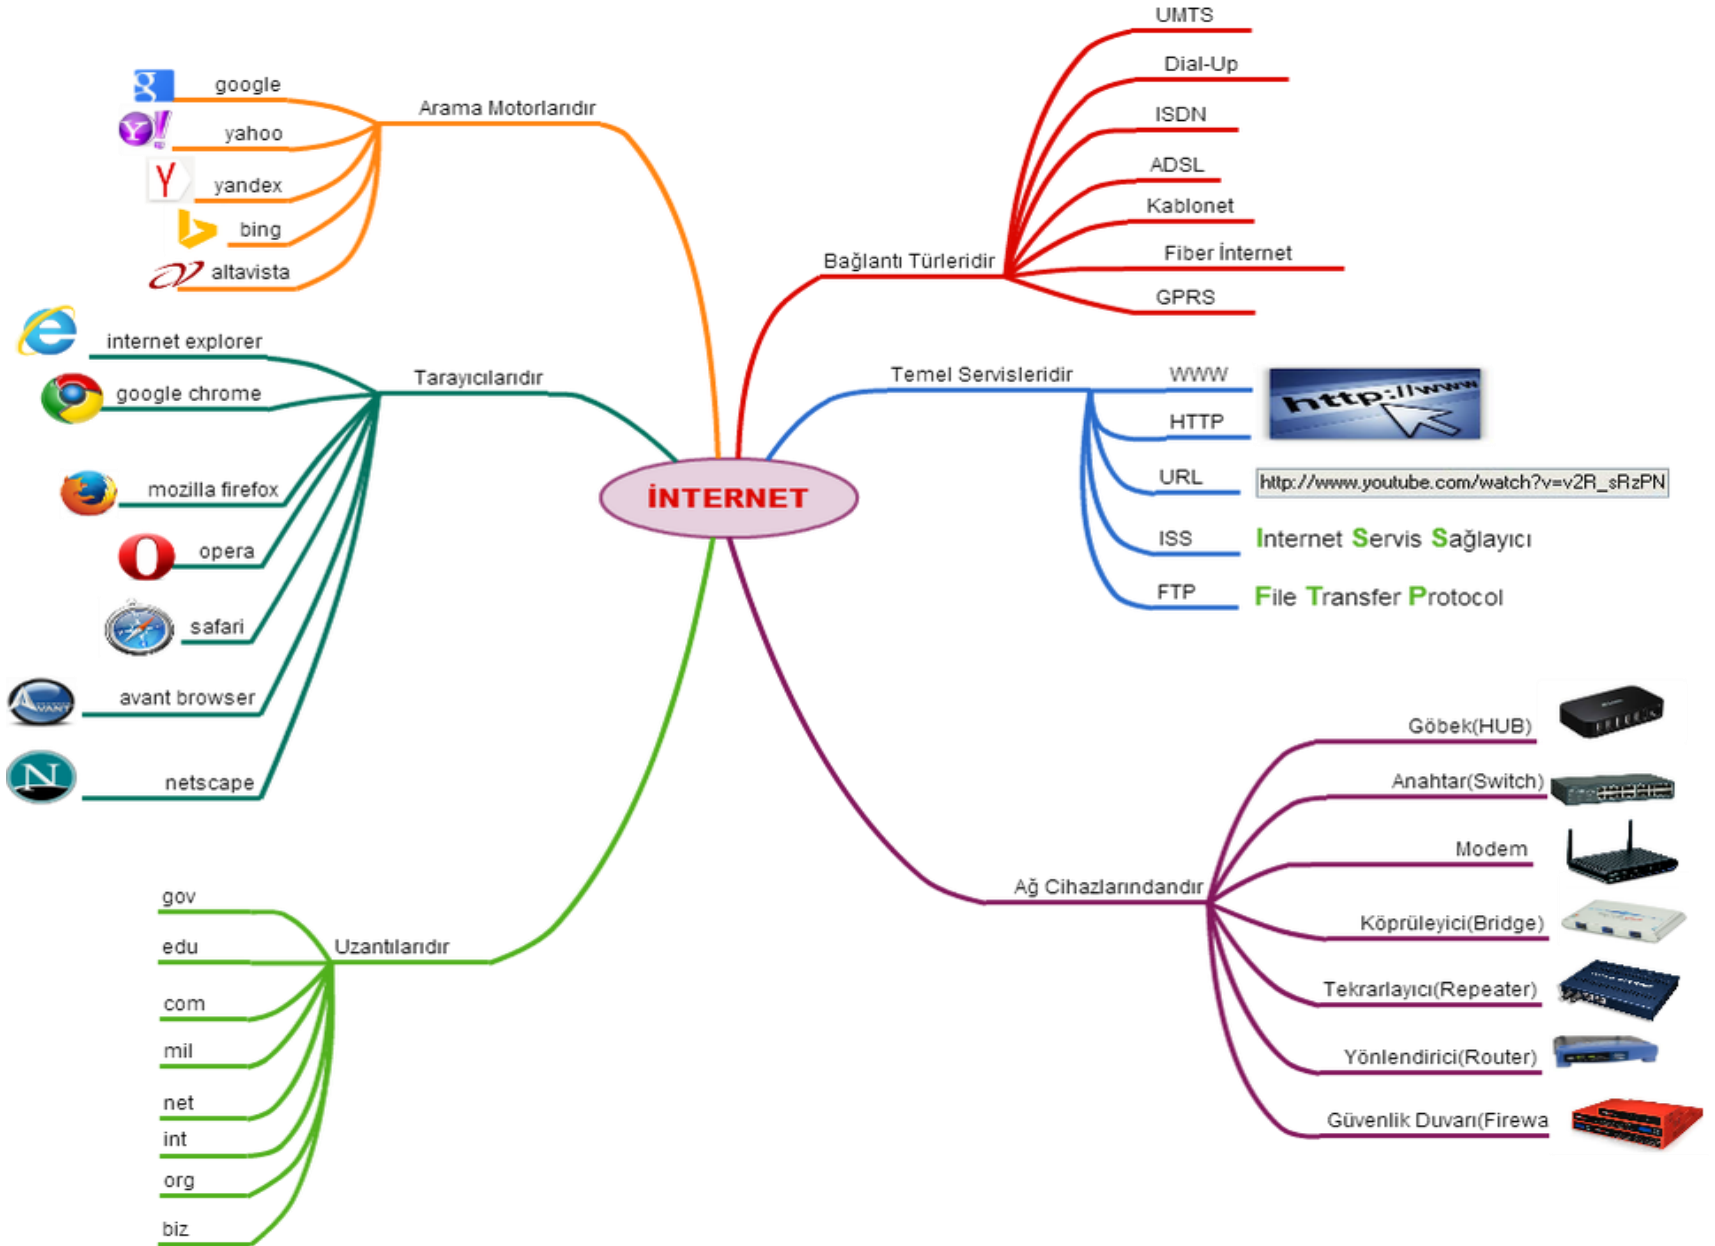 Arama Motorlarıdır
google
yahoo
yandex
bing
altavista
Tarayıcılarıdır
internet explorer
google chrome
mozilla firefox
opera
safari
avant browser
netscape
Uzantılarıdır
gov
edu
com
mil
net
int
org
biz
İNTERNET
Bağlantı Türleridir
UMTS
Dial-Up
ISDN
ADSL
Kablonet
Fiber İnternet
GPRS
Temel Servisleridir
WWW
http://www
HTTP
URL
http://www.youtube.com/watch?v=v2R_sRzPN
ISS
Internet Servis Sağlayıcı
FTP
File Transfer Protocol
Ağ Cihazlarındandır
Göbek(HUB)
Anahtar(Switch)
Modem
Köprüleyici(Bridge)
Tekrarlayıcı(Repeater)
Yönlendirici(Router)
Güvenlik Duvarı(Firewa